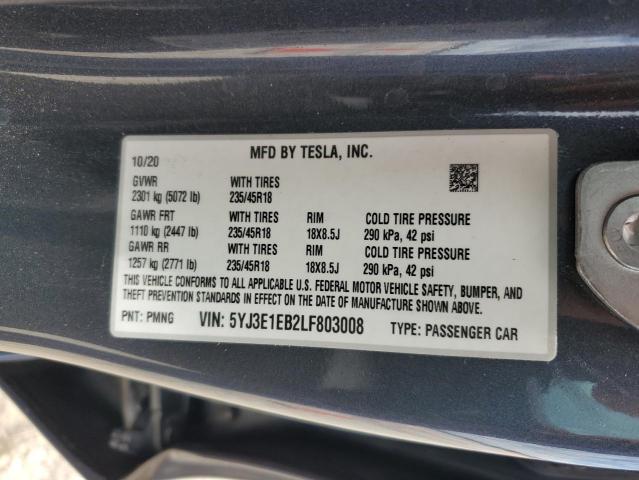 MFD BY TESLA, INC.
10/20
GVWR WITH TIRES
2301 kg (5072 lb) 235/45R18
GAWR FRT WITH TIRES RIM COLD TIRE PRESSURE
1110 kg (2447 lb) 235/45R18 18X8.5J 290 kPa, 42 psi
GAWR RR WITH TIRES RIM COLD TIRE PRESSURE
1257 kg (2771 lb) 235/45R18 18X8.5J 290 kPa, 42 psi
THIS VEHICLE CONFORMS TO ALL APPLICABLE U.S. FEDERAL MOTOR VEHICLE SAFETY, BUMPER, AND
THEFT PREVENTION STANDARDS IN EFFECT ON THE DATE OF MANUFACTURE SHOWN ABOVE.
PNT: PMNG VIN: 5YJ3E1EB2LF803008 TYPE: PASSENGER CAR